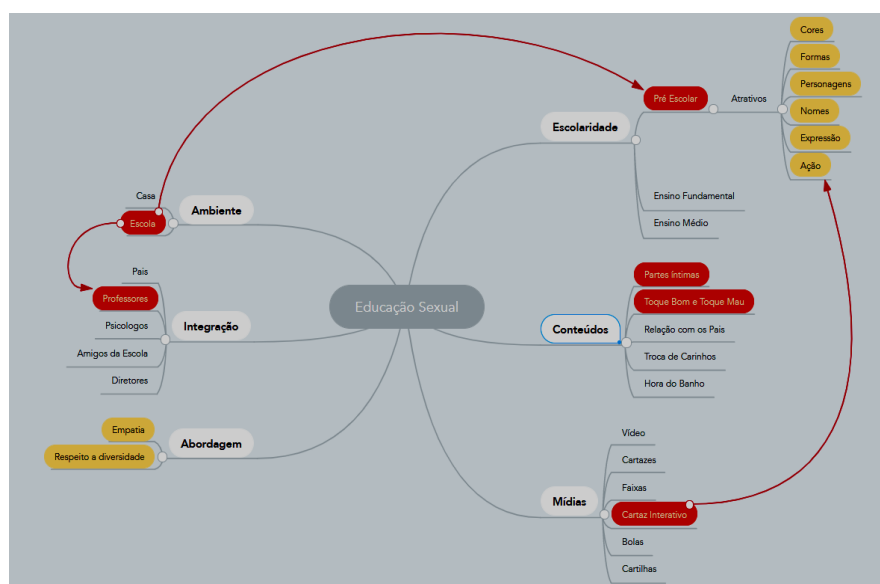 Educação Sexual
Ambiente
Casa
Escola
Integração
Pais
Professores
Psicologos
Amigos da Escola
Diretores
Abordagem
Empatia
Respeito a diversidade
Escolaridade
Pré Escolar
Atrativos
Cores
Formas
Personagens
Nomes
Expressão
Ação
Ensino Fundamental
Ensino Médio
Conteúdos
Partes íntimas
Toque Bom e Toque Mau
Relação com os Pais
Troca de Carinhos
Hora do Banho
Mídias
Vídeo
Cartazes
Faixas
Cartaz Interativo
Bolas
Cartilhas